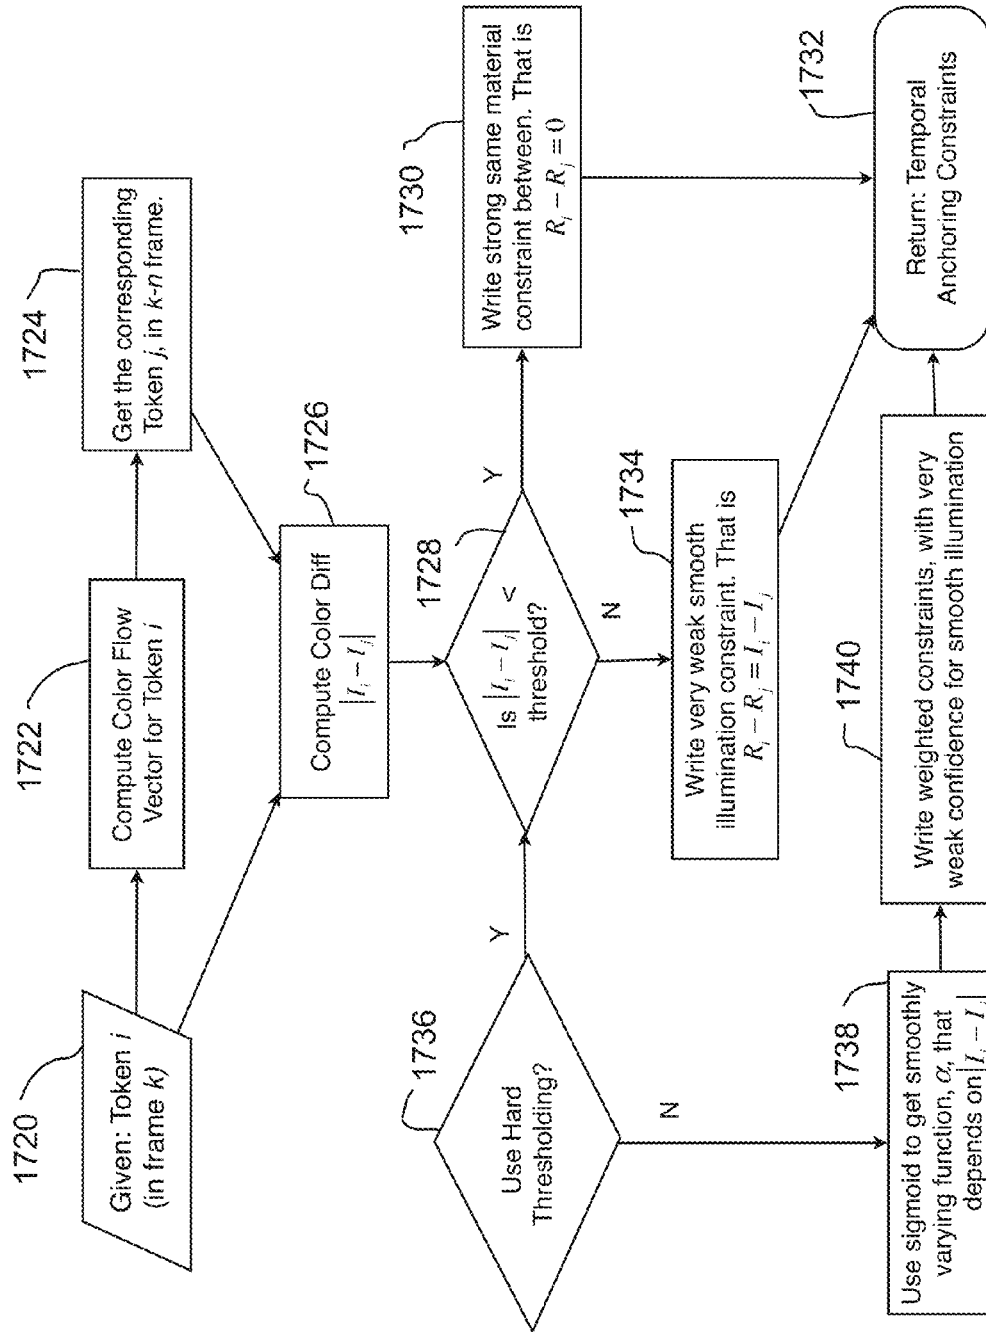 1720
Given: Token i
(in frame k)
1722
Compute Color Flow
Vector for Token i
1724
Get the corresponding
Token j, in k-n frame.
1726
Compute Color Diff
|I_i − I_j|
1736
Use Hard
Thresholding?
Y
N
1728
Is |I_i − I_j| <
threshold?
Y
N
1730
Write strong same material
constraint between. That is
R_i − R_j = 0
1734
Write very weak smooth
illumination constraint. That is
R_i − R_j = I_i − I_j
1738
Use sigmoid to get smoothly
varying function, α, that
depends on |I_i − I_j|
1740
Write weighted constraints, with very
weak confidence for smooth illumination
1732
Return: Temporal
Anchoring Constraints